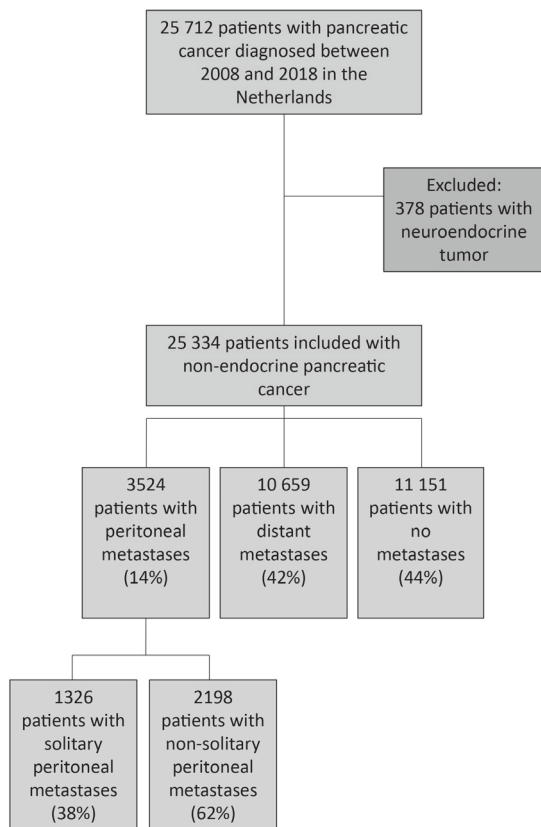 25 712 patients with pancreatic
cancer diagnosed between
2008 and 2018 in the
Netherlands
Excluded:
378 patients with
neuroendocrine
tumor
25 334 patients included with
non-endocrine pancreatic
cancer
3524
patients with
peritoneal
metastases
(14%)
10 659
patients with
distant
metastases
(42%)
11 151
patients with
no
metastases
(44%)
1326
patients with
solitary
peritoneal
metastases
(38%)
2198
patients with
non-solitary
peritoneal
metastases
(62%)